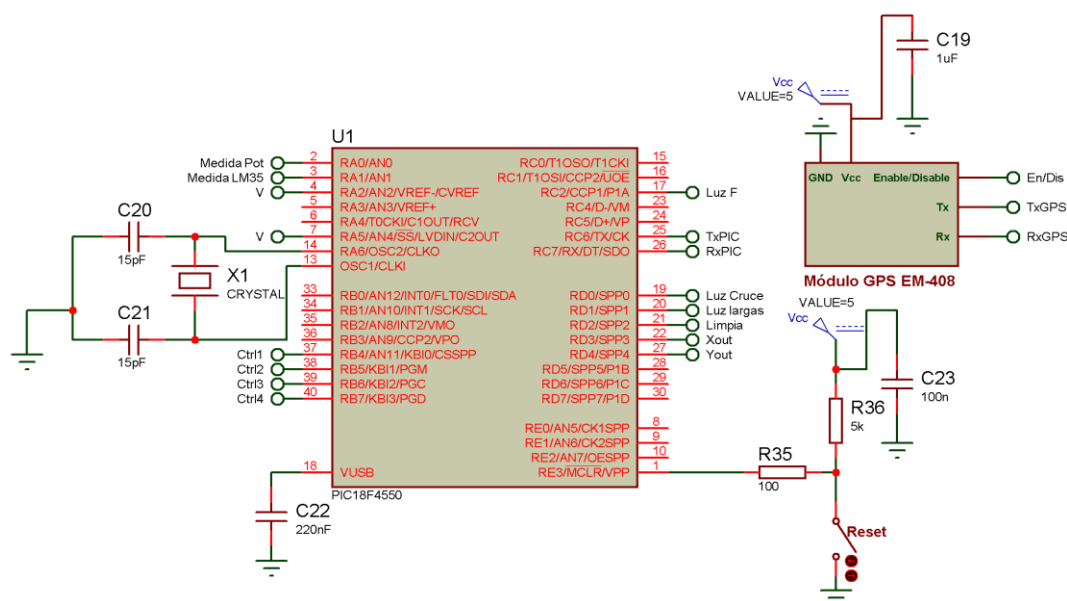 C19
1uF
Vcc
VALUE=5
GND Vcc Enable/Disable
Tx
Rx
En/Dis
TxGPS
RxGPS
Módulo GPS EM-408
U1
Medida Pot 2 RA0/AN0
Medida LM35 3 RA1/AN1
V 4 RA2/AN2/VREF-/CVREF
5 RA3/AN3/VREF+
6 RA4/T0CKI/C1OUT/RCV
V 7 RA5/AN4/SS/LVDIN/C2OUT
14 RA6/OSC2/CLKO
13 OSC1/CLKI
33 RB0/AN12/INT0/FLT0/SDI/SDA
34 RB1/AN10/INT1/SCK/SCL
35 RB2/AN8/INT2/VMO
36 RB3/AN9/CCP2/VPO
Ctrl1 37 RB4/AN11/KBI0/CSSPP
Ctrl2 38 RB5/KBI1/PGM
Ctrl3 39 RB6/KBI2/PGC
Ctrl4 40 RB7/KBI3/PGD
18 VUSB
RC0/T1OSO/T1CKI 15
RC1/T1OSI/CCP2/UOE 16
RC2/CCP1/P1A 17 Luz F
RC4/D-/VM 23
RC5/D+/VP 24
RC6/TX/CK 25 TxPIC
RC7/RX/DT/SDO 26 RxPIC
RD0/SPP0 19 Luz Cruce
RD1/SPP1 20 Luz largas
RD2/SPP2 21 Limpia
RD3/SPP3 22 Xout
RD4/SPP4 27 Yout
RD5/SPP5/P1B 28
RD6/SPP6/P1C 29
RD7/SPP7/P1D 30
RE0/AN5/CK1SPP 8
RE1/AN6/CK2SPP 9
RE2/AN7/OESPP 10
RE3/MCLR/VPP 1
PIC18F4550
C20
15pF
X1
CRYSTAL
C21
15pF
C22
220nF
VALUE=5
Vcc
C23
100n
R36
5k
R35
100
Reset